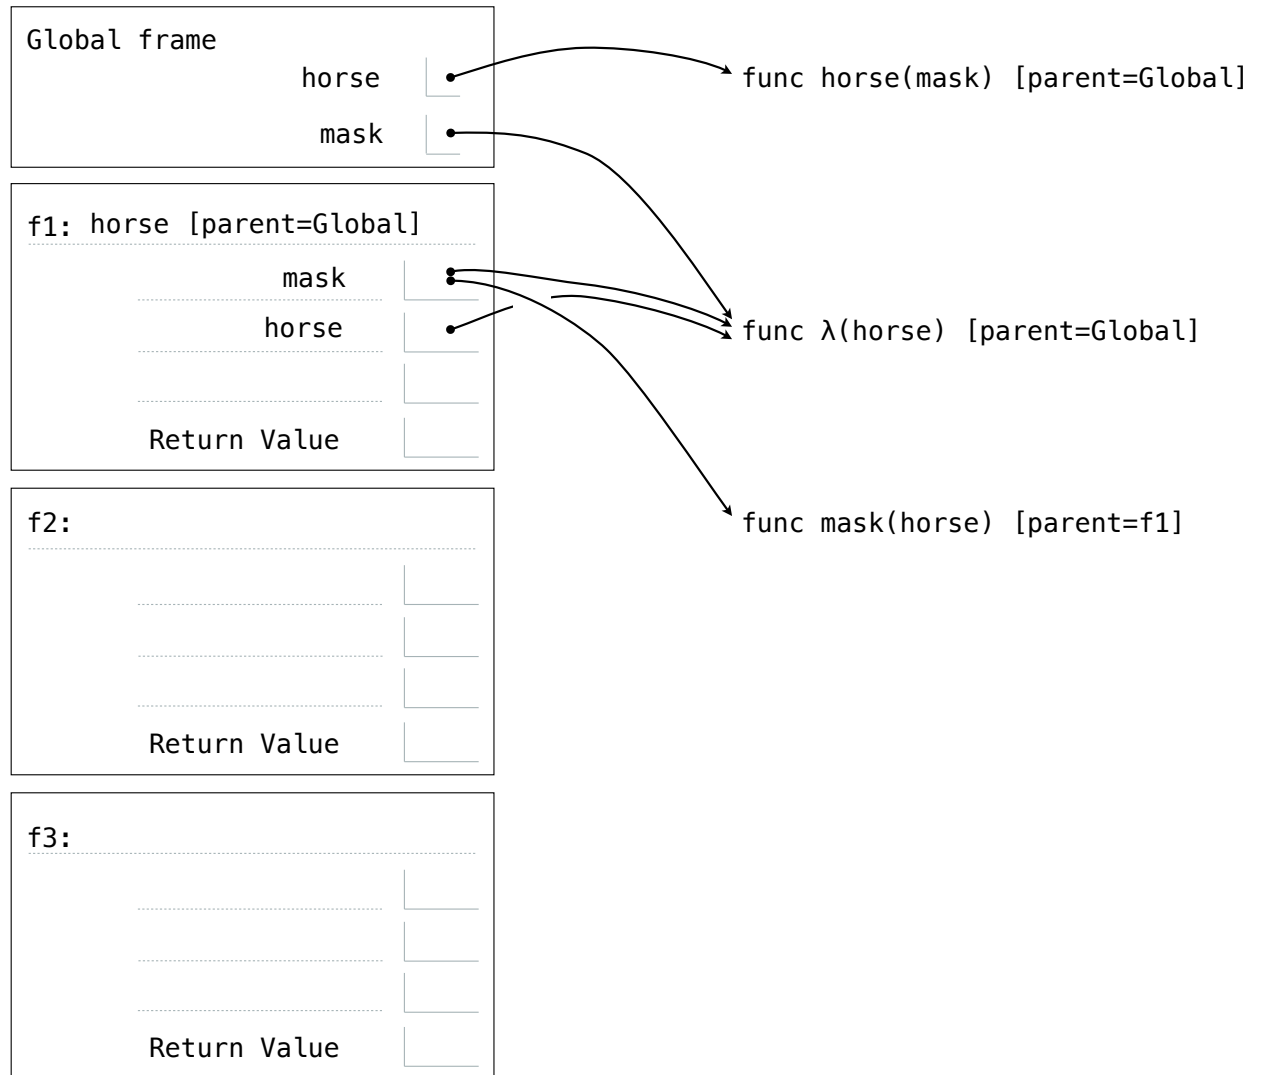 Global frame
horse
func horse(mask) [parent=Global]
mask
f1: horse [parent=Global]
mask
horse
func λ(horse) [parent=Global]
Return Value
f2:
func mask(horse) [parent=f1]
Return Value
f3:
Return Value